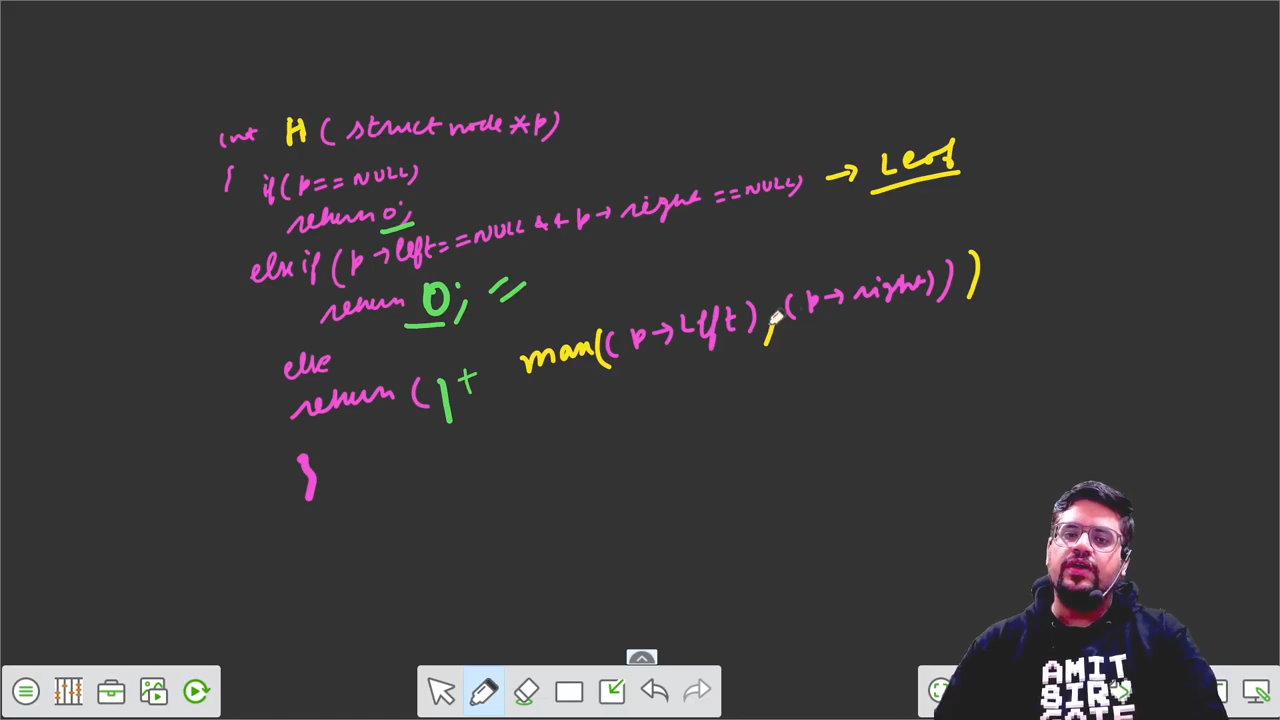 int H ( struct node *p)
{ if(p==NULL)
return 0;
else if (p→left==NULL && p→right ==NULL) → Leaf
return 0; =
else
return (1+ max((p→Left),(p→right)))
}
AMIT